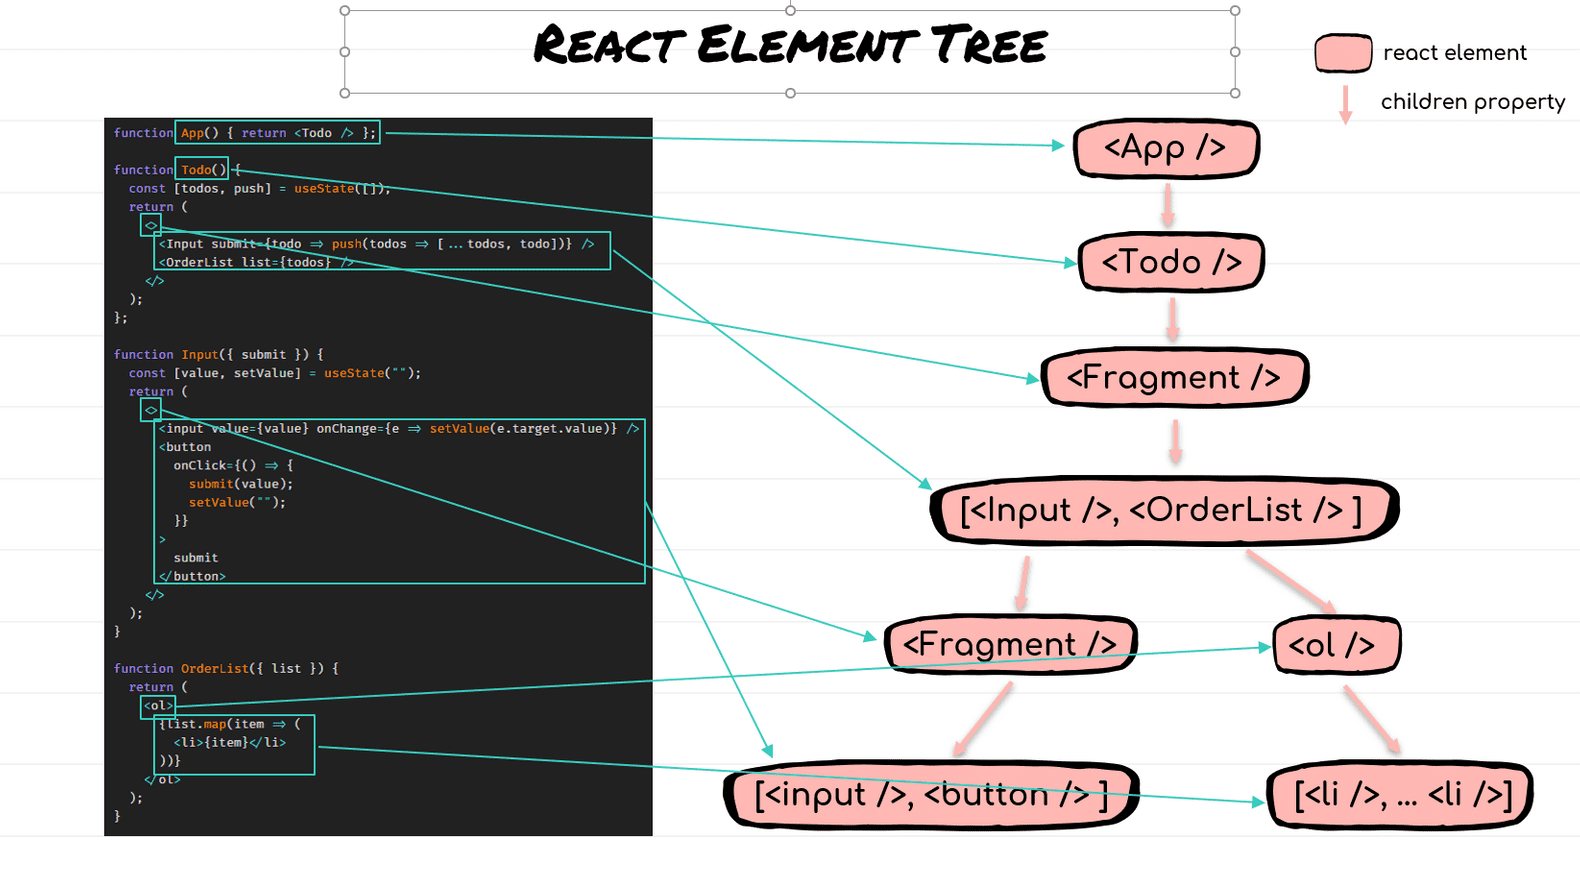 REACT ELEMENT TREE
react element
children property
function App() { return <Todo /> };
function Todo() {
  const [todos, push] = useState([]);
  return (
    <>
      <Input submit={todo => push(todos => [...todos, todo])} />
      <OrderList list={todos} />
    </>
  );
};
function Input({ submit }) {
  const [value, setValue] = useState("");
  return (
    <>
      <input value={value} onChange={e => setValue(e.target.value)} />
      <button
        onClick={() => {
          submit(value);
          setValue("");
        }}
      >
        submit
      </button>
    </>
  );
}
function OrderList({ list }) {
  return (
    <ol>
      {list.map(item => (
        <li>{item}</li>
      ))}
    </ol>
  );
}
<App />
<Todo />
<Fragment />
[<Input />, <OrderList /> ]
<Fragment />
<ol />
[<input />, <button /> ]
[<li />, ... <li />]